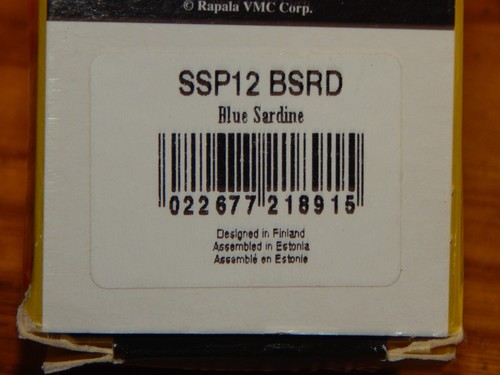 © Rapala VMC Corp.
SSP12 BSRD
Blue Sardine
022677 218915
Designed in Finland
Assembled in Estonia
Assemblé en Estonie